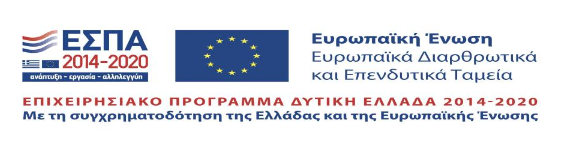 ΕΣΠΑ
2014-2020
ανάπτυξη - εργασία - αλληλεγγύη
Ευρωπαϊκή Ένωση
Ευρωπαϊκά Διαρθρωτικά
και Επενδυτικά Ταμεία
ΕΠΙΧΕΙΡΗΣΙΑΚΟ ΠΡΟΓΡΑΜΜΑ ΔΥΤΙΚΗ ΕΛΛΑΔΑ 2014-2020
Με τη συγχρηματοδότηση της Ελλάδας και της Ευρωπαϊκής Ένωσης